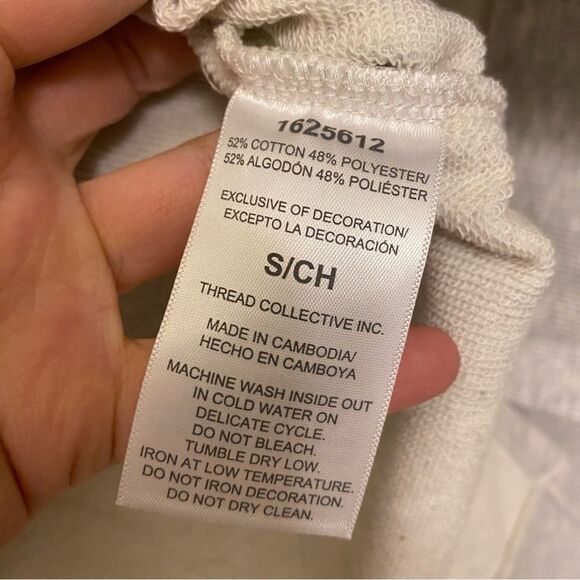 1625612
52% COTTON 48% POLYESTER/
52% ALGODÓN 48% POLIÉSTER
EXCLUSIVE OF DECORATION/
EXCEPTO LA DECORACIÓN
S/CH
THREAD COLLECTIVE INC.
MADE IN CAMBODIA/
HECHO EN CAMBOYA
MACHINE WASH INSIDE OUT
IN COLD WATER ON
DELICATE CYCLE.
DO NOT BLEACH.
TUMBLE DRY LOW.
IRON AT LOW TEMPERATURE.
DO NOT IRON DECORATION.
DO NOT DRY CLEAN.